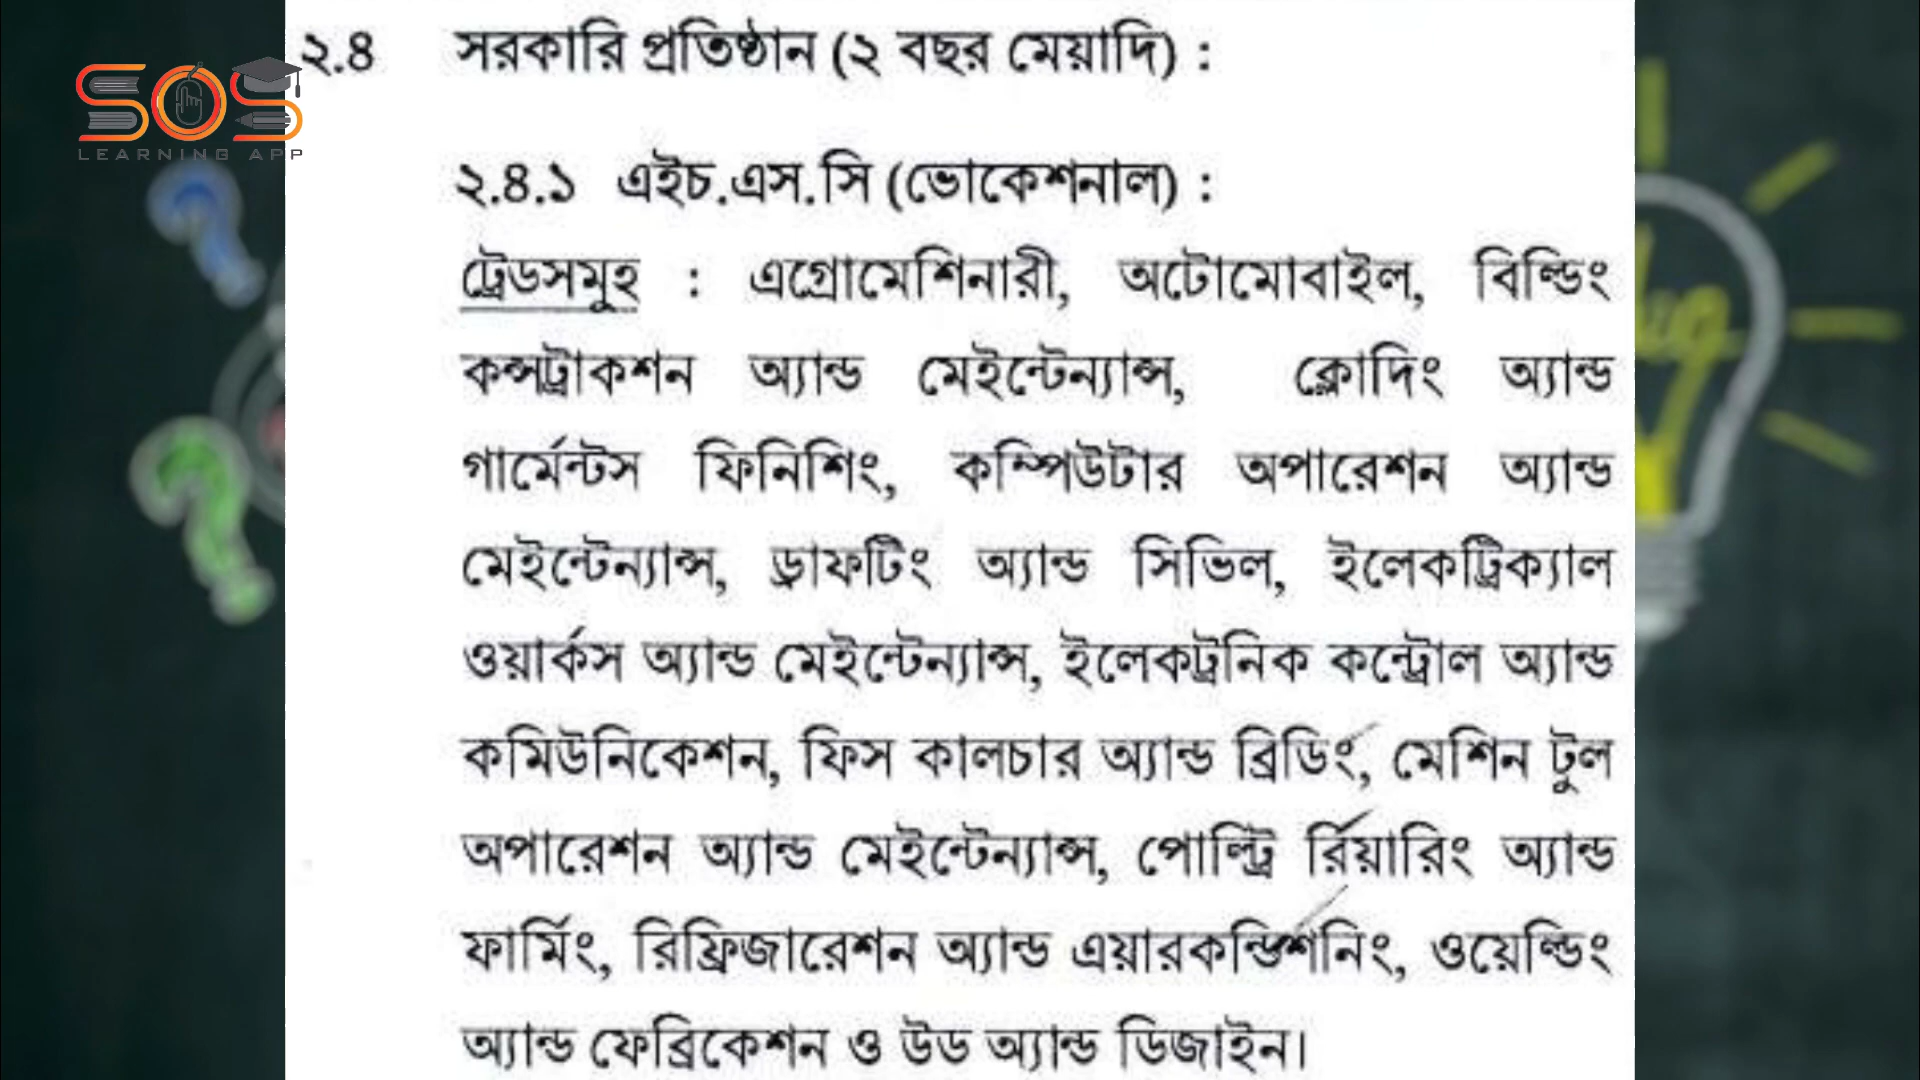 SOS
LEARNING APP
২.৪ সরকারি প্রতিষ্ঠান (২ বছর মেয়াদি) :
২.৪.১ এইচ.এস.সি (ভোকেশনাল) :
ট্রেডসমুহ : এগ্রোমেশিনারী, অটোমোবাইল, বিল্ডিং
কন্সট্রাকশন অ্যান্ড মেইন্টেন্যান্স, ক্লোদিং অ্যান্ড
গার্মেন্টস ফিনিশিং, কম্পিউটার অপারেশন অ্যান্ড
মেইন্টেন্যান্স, ড্রাফটিং অ্যান্ড সিভিল, ইলেকট্রিক্যাল
ওয়ার্কস অ্যান্ড মেইন্টেন্যান্স, ইলেকট্রনিক কন্ট্রোল অ্যান্ড
কমিউনিকেশন, ফিস কালচার অ্যান্ড ব্রিডিং, মেশিন টুল
অপারেশন অ্যান্ড মেইন্টেন্যান্স, পোল্ট্রি রিয়ারিং অ্যান্ড
ফার্মিং, রিফ্রিজারেশন অ্যান্ড এয়ারকন্ডিশনিং, ওয়েল্ডিং
অ্যান্ড ফেব্রিকেশন ও উড অ্যান্ড ডিজাইন।